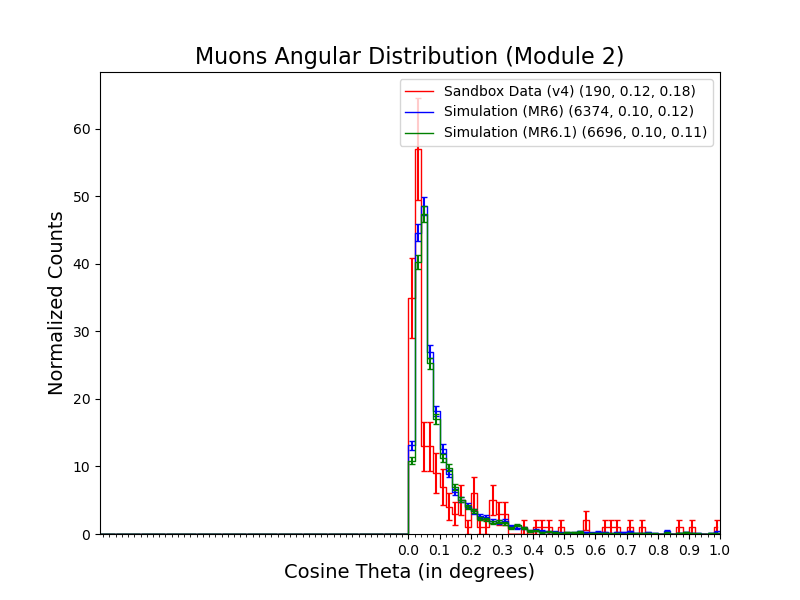 Muons Angular Distribution (Module 2)
Sandbox Data (v4) (190, 0.12, 0.18)
Simulation (MR6) (6374, 0.10, 0.12)
Simulation (MR6.1) (6696, 0.10, 0.11)
Normalized Counts
60
50
40
30
20
10
0
0.0 0.1 0.2 0.3 0.4 0.5 0.6 0.7 0.8 0.9 1.0
Cosine Theta (in degrees)